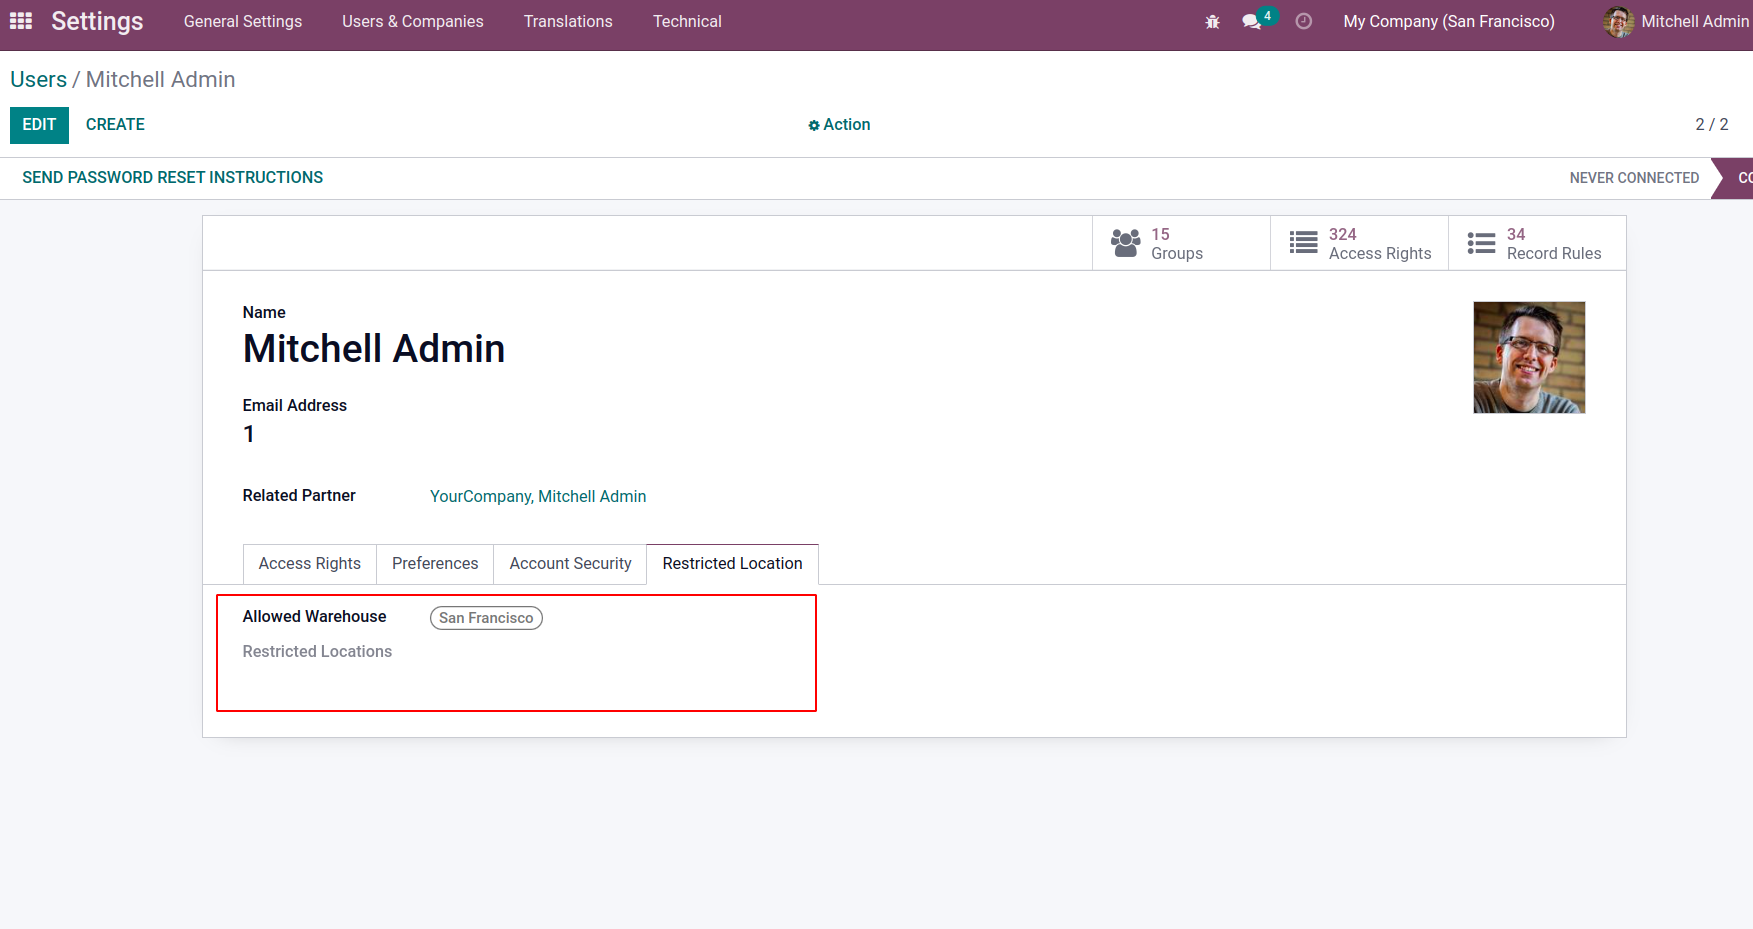 Settings General Settings Users & Companies Translations Technical 4 My Company (San Francisco) Mitchell Admin
Users / Mitchell Admin
EDIT CREATE Action 2 / 2
SEND PASSWORD RESET INSTRUCTIONS NEVER CONNECTED CO
15 Groups
324 Access Rights
34 Record Rules
Name
Mitchell Admin
Email Address
1
Related Partner YourCompany, Mitchell Admin
Access Rights Preferences Account Security Restricted Location
Allowed Warehouse San Francisco
Restricted Locations